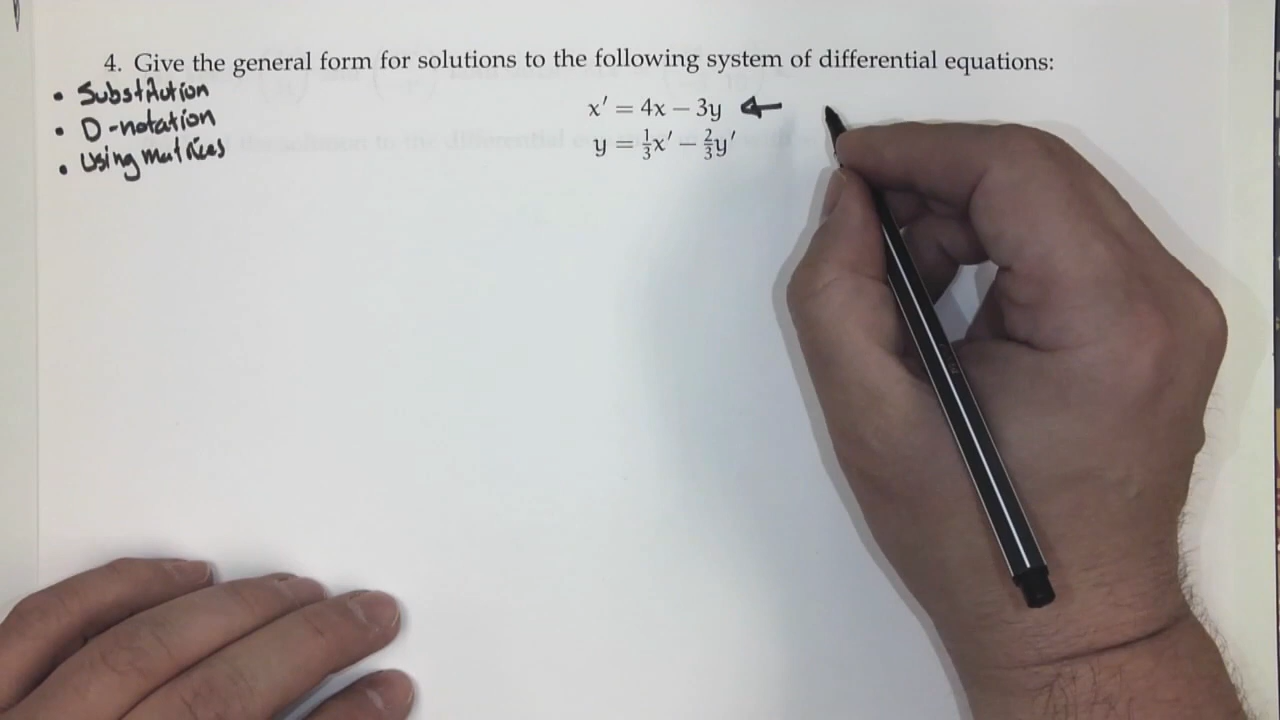 4. Give the general form for solutions to the following system of differential equations:
• Substitution
x′ = 4x − 3y ←
• D-notation
y = 1/3x′ − 2/3y′
• Using matrices